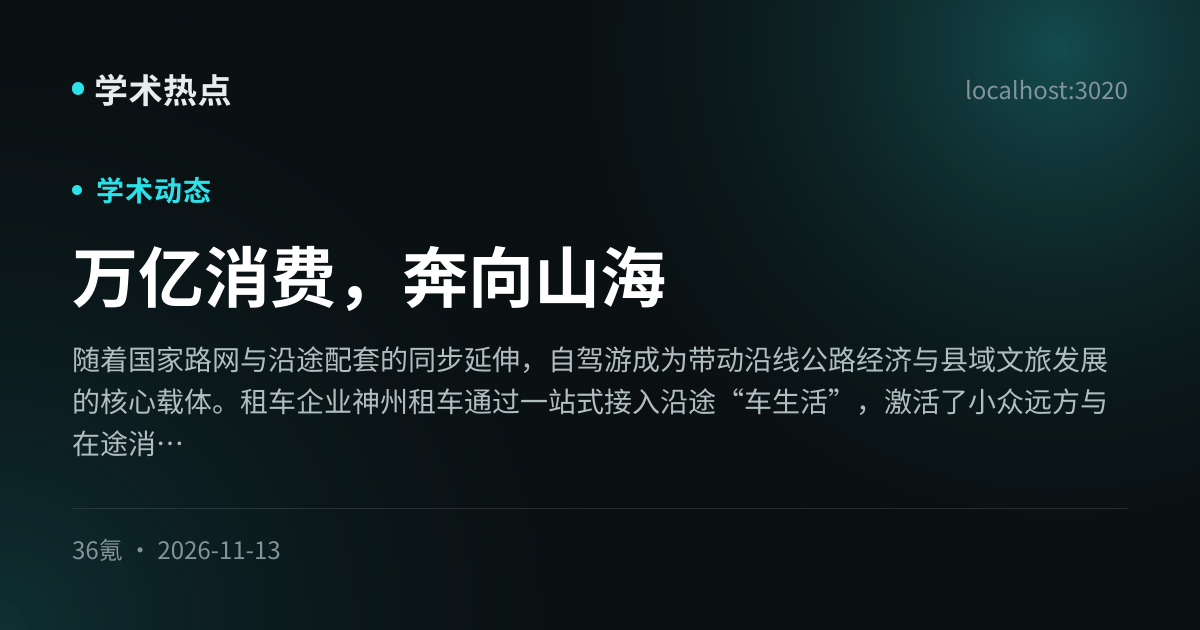 学术热点
localhost:3020
学术动态
万亿消费，奔向山海
随着国家路网与沿途配套的同步延伸，自驾游成为带动沿线公路经济与县域文旅发展
的核心载体。租车企业神州租车通过一站式接入沿途“车生活”，激活了小众远方与
在途消…
36氪 · 2026-11-13